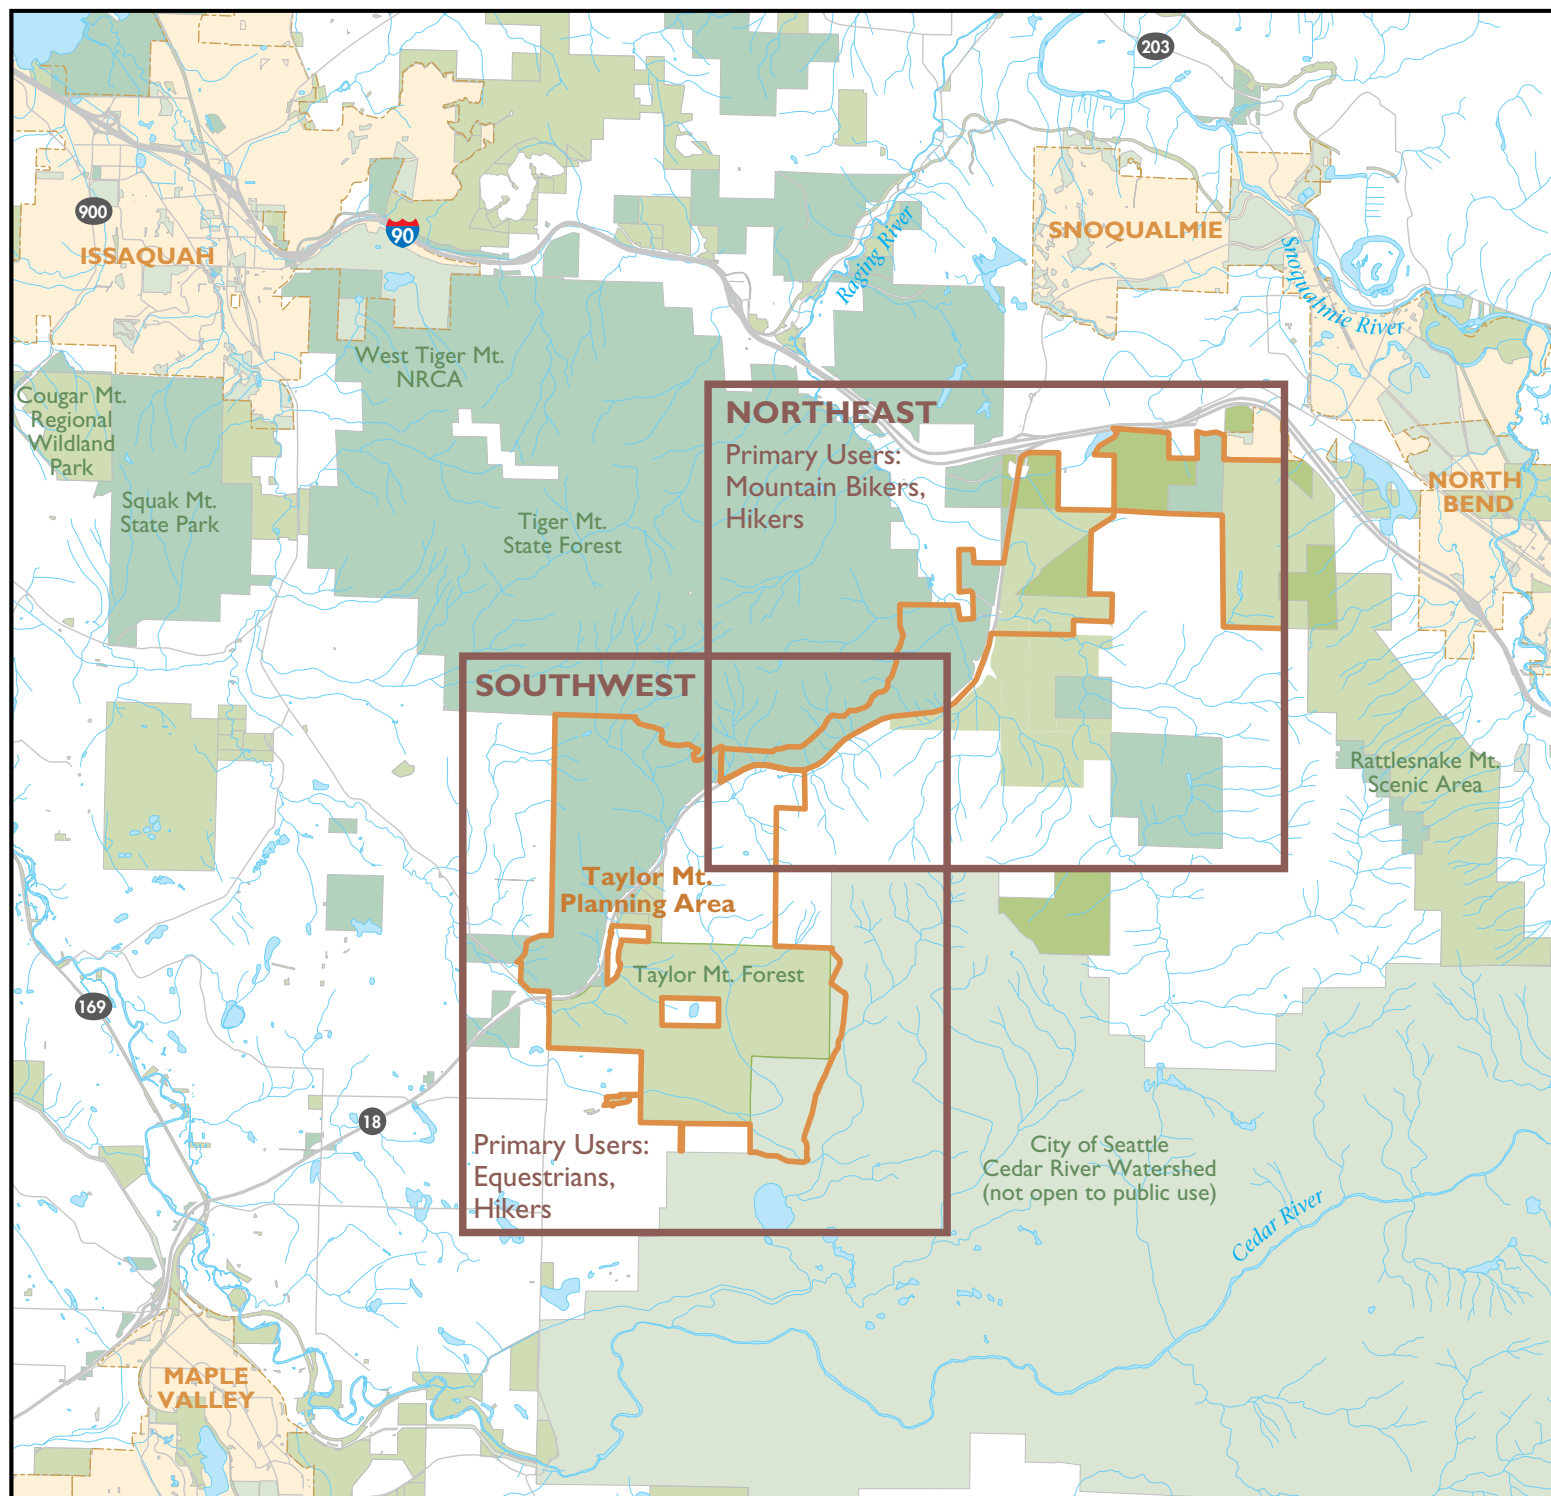 203
900
ISSAQUAH
90
Raging River
SNOQUALMIE
Snoqualmie River
West Tiger Mt.
NRCA
Cougar Mt.
Regional
Wildland
Park
Squak Mt.
State Park
Tiger Mt.
State Forest
NORTHEAST
Primary Users:
Mountain Bikers,
Hikers
NORTH
BEND
SOUTHWEST
Rattlesnake Mt.
Scenic Area
Taylor Mt.
Planning Area
Taylor Mt. Forest
169
18
Primary Users:
Equestrians,
Hikers
City of Seattle
Cedar River Watershed
(not open to public use)
Cedar River
MAPLE
VALLEY